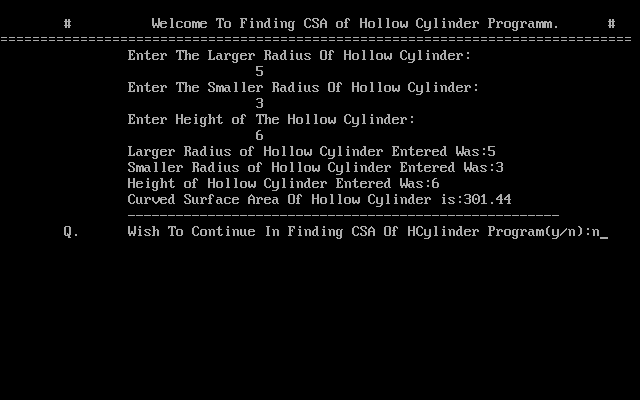 # Welcome To Finding CSA of Hollow Cylinder Programm. #
===============================================================================
Enter The Larger Radius Of Hollow Cylinder:
5
Enter The Smaller Radius Of Hollow Cylinder:
3
Enter Height of The Hollow Cylinder:
6
Larger Radius of Hollow Cylinder Entered Was:5
Smaller Radius of Hollow Cylinder Entered Was:3
Height of Hollow Cylinder Entered Was:6
Curved Surface Area Of Hollow Cylinder is:301.44
------------------------------------------------------
Q. Wish To Continue In Finding CSA Of HCylinder Program(y/n):n_